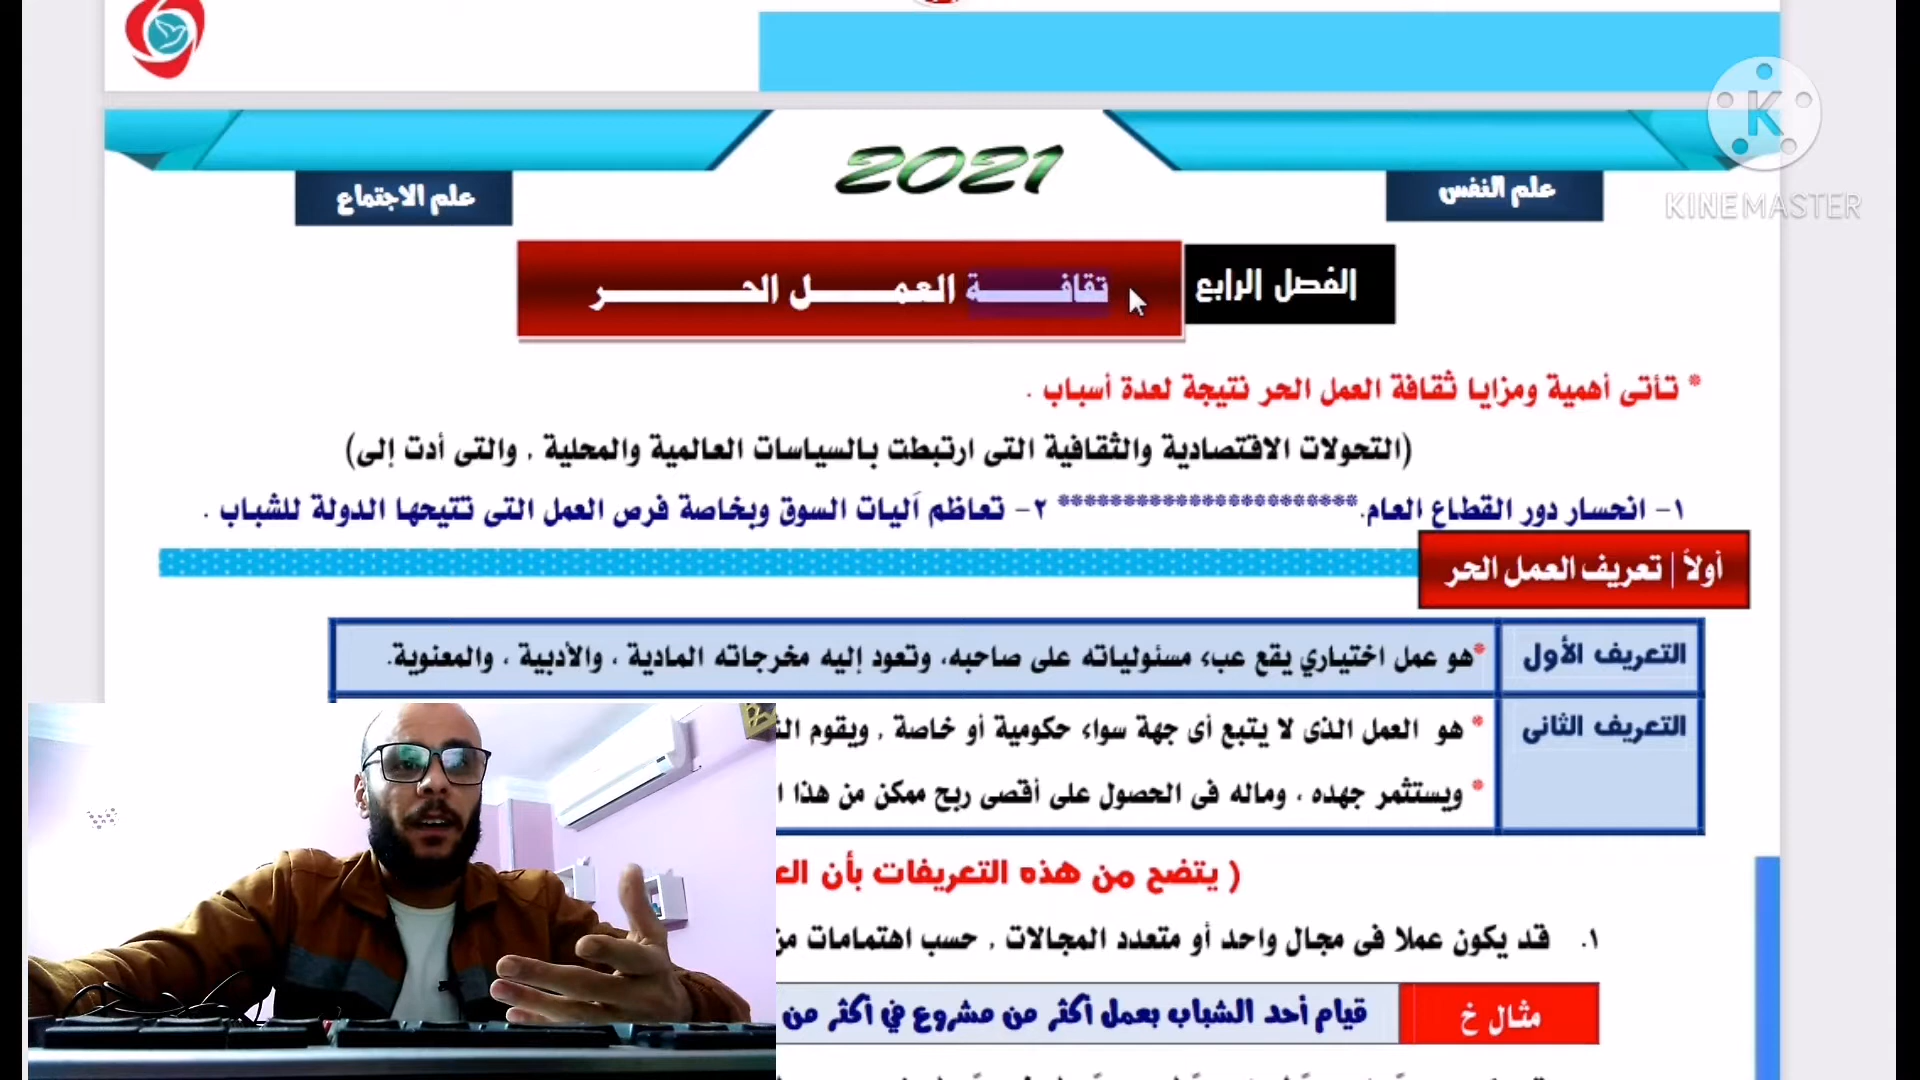 2021
علم النفس
علم الاجتماع
K
KINEMASTER
الفصل الرابع
تقافـــــة العمـــــل الحـــــــر
* تأتى أهمية ومزايا ثقافة العمل الحر نتيجة لعدة أسباب .
(التحولات الاقتصادية والثقافية التى ارتبطت بالسياسات العالمية والمحلية , والتى أدت إلى)
١- انحسار دور القطاع العام.*********************** ٢- تعاظم آليات السوق وبخاصة فرص العمل التى تتيحها الدولة للشباب .
أولاً | تعريف العمل الحر
التعريف الأول
*هو عمل اختياري يقع عبء مسئولياته على صاحبه، وتعود إليه مخرجاته المادية ، والأدبية ، والمعنوية.
التعريف الثانى
* هو العمل الذى لا يتبع أى جهة سواء حكومية أو خاصة , ويقوم
* ويستثمر جهده ، وماله فى الحصول على أقصى ربح ممكن من هذا
( يتضح من هذه التعريفات بأن
١. قد يكون عملا فى مجال واحد أو متعدد المجالات , حسب اهتمامات
مثال خ
قيام أحد الشباب بعمل أكثر من مشروع في أكثر من